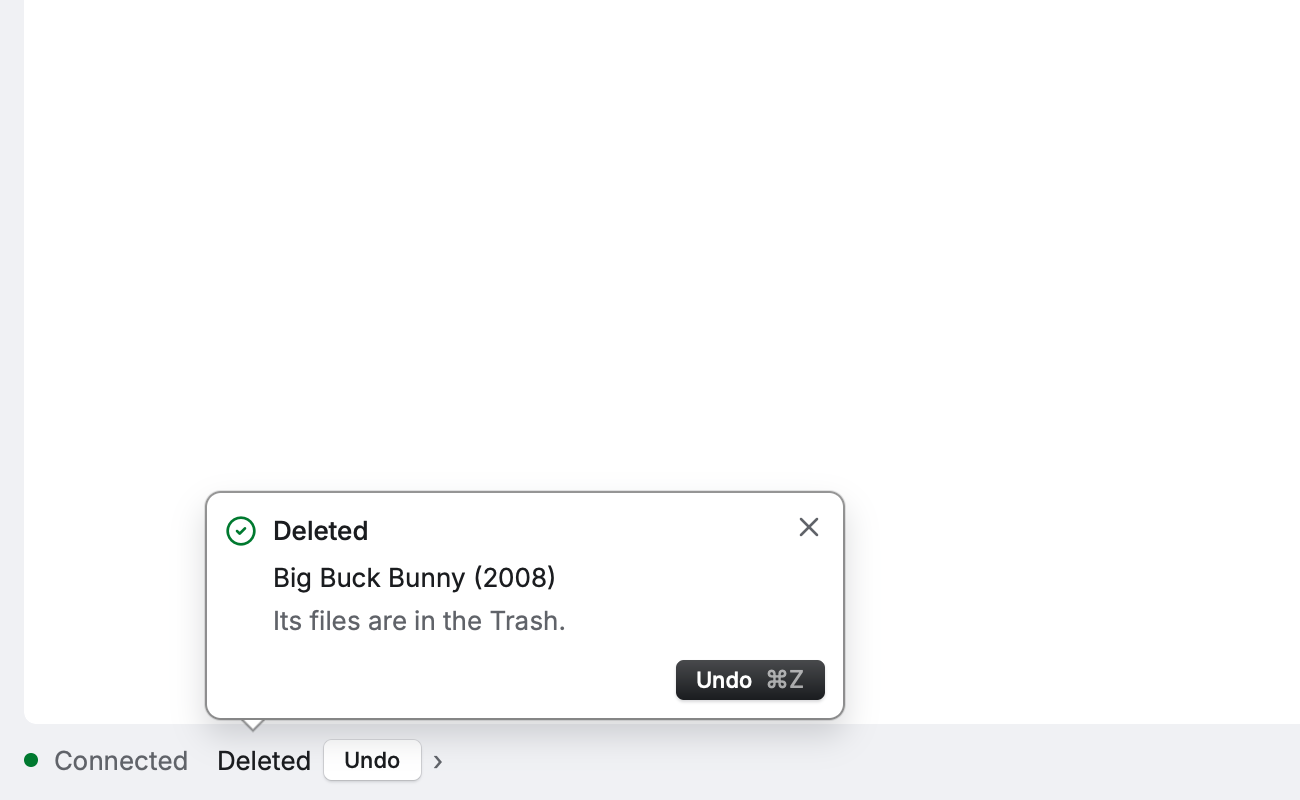 Deleted
Big Buck Bunny (2008)
Its files are in the Trash.
Undo ⌘Z
Connected Deleted Undo ›